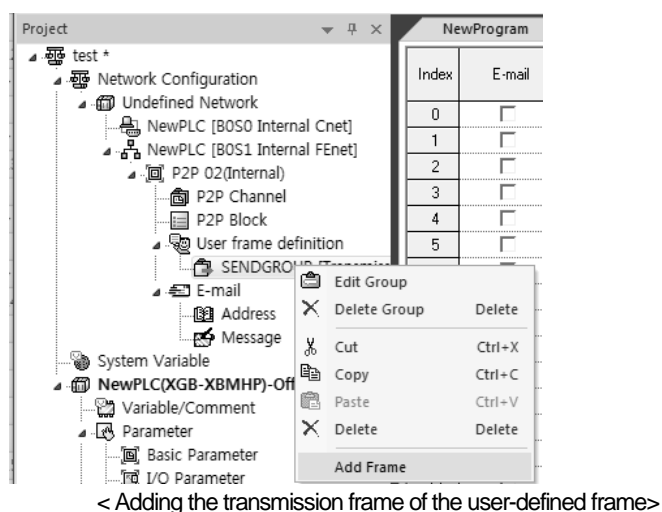 Project
NewProgram
test *
Network Configuration
Undefined Network
NewPLC [B0S0 Internal Cnet]
NewPLC [B0S1 Internal FEnet]
P2P 02(Internal)
P2P Channel
P2P Block
User frame definition
SENDGROUP
E-mail
Address
Message
System Variable
NewPLC(XGB-XBMHP)-Off
Variable/Comment
Parameter
Basic Parameter
I/O Parameter
Index E-mail
0
1
2
3
4
5
Edit Group
Delete Group Delete
Cut Ctrl+X
Copy Ctrl+C
Paste Ctrl+V
Delete Delete
Add Frame
< Adding the transmission frame of the user-defined frame>